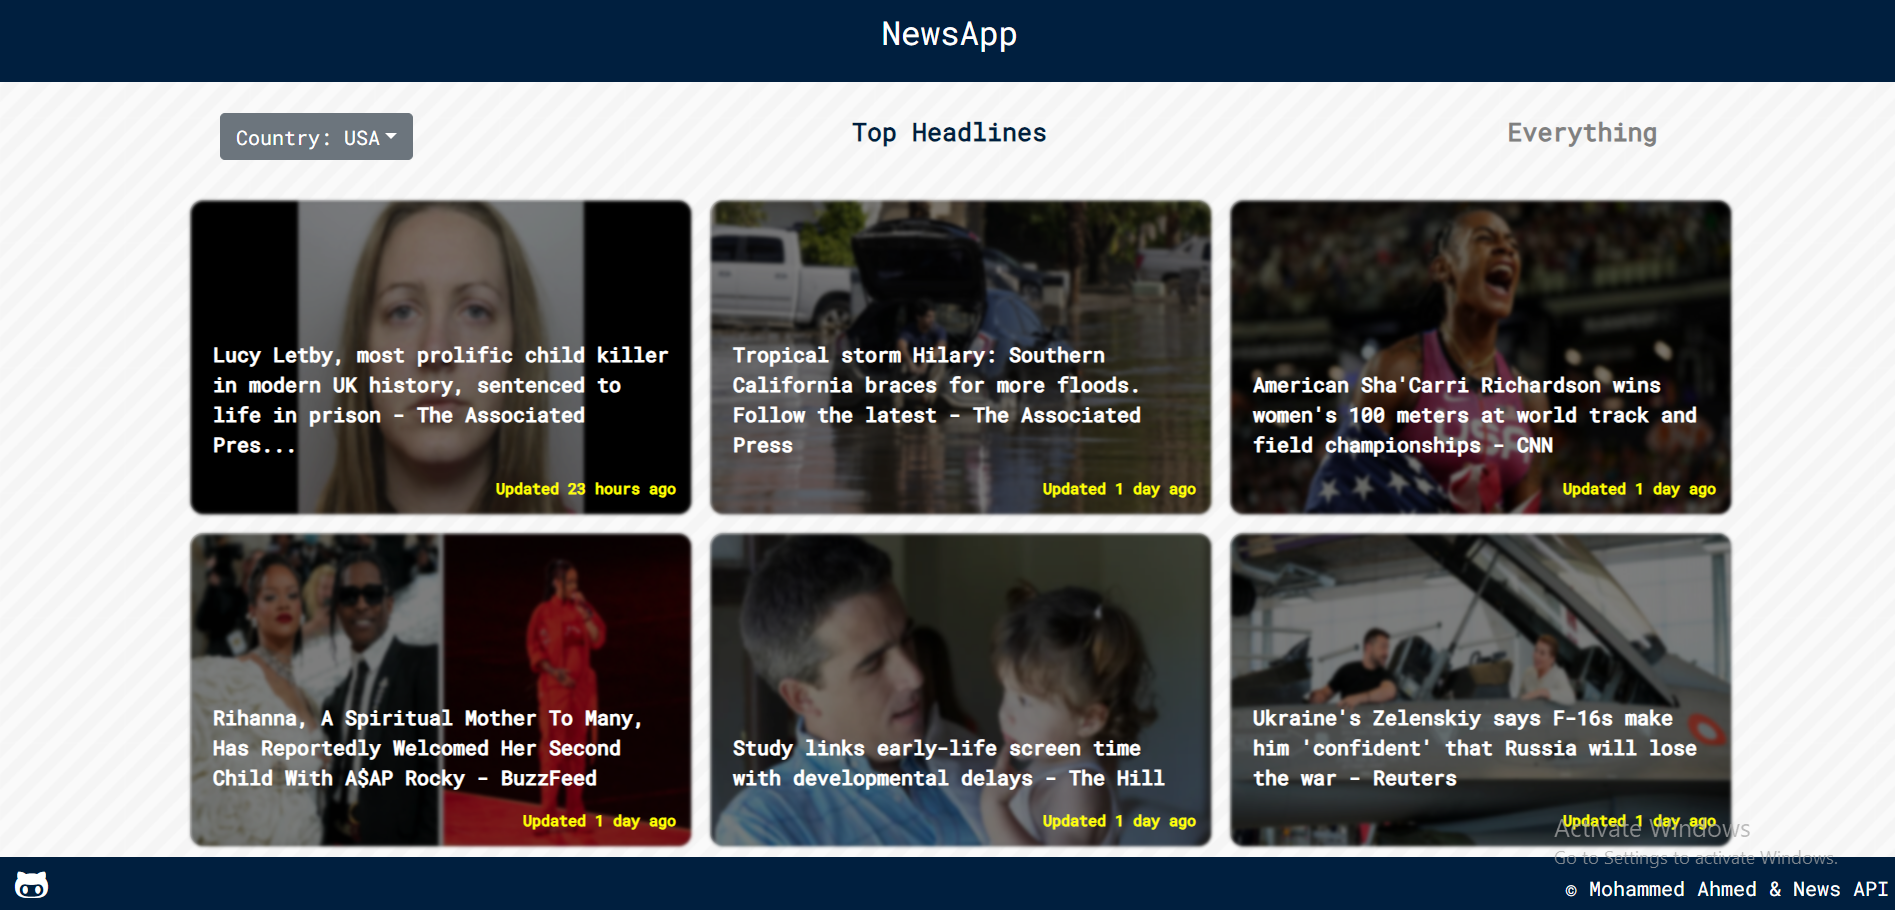 NewsApp
Country: USA
Top Headlines
Everything
Lucy Letby, most prolific child killer
in modern UK history, sentenced to
life in prison - The Associated
Pres...
Updated 23 hours ago
Tropical storm Hilary: Southern
California braces for more floods.
Follow the latest - The Associated
Press
Updated 1 day ago
American Sha'Carri Richardson wins
women's 100 meters at world track and
field championships - CNN
Updated 1 day ago
Rihanna, A Spiritual Mother To Many,
Has Reportedly Welcomed Her Second
Child With A$AP Rocky - BuzzFeed
Updated 1 day ago
Study links early-life screen time
with developmental delays - The Hill
Updated 1 day ago
Ukraine's Zelenskiy says F-16s make
him 'confident' that Russia will lose
the war - Reuters
Updated 1 day ago
Activate Windows
Go to Settings to activate Windows.
© Mohammed Ahmed & News API